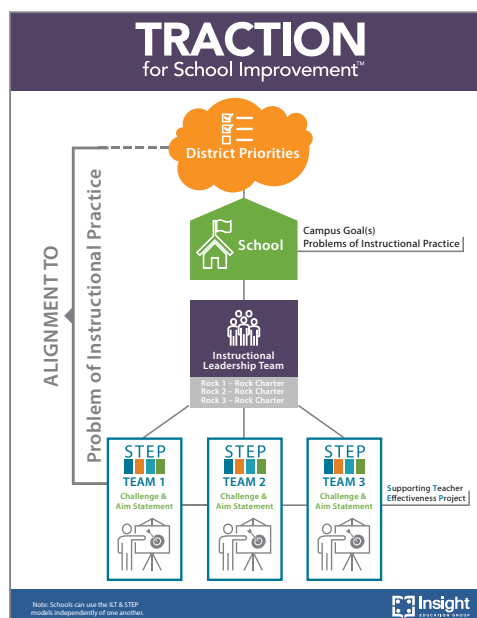 TRACTION
for School Improvement™
District Priorities
School
Campus Goal(s)
Problems of Instructional Practice
ALIGNMENT TO
Problem of Instructional Practice
Instructional
Leadership Team
Rock 1 – Rock Charter
Rock 2 – Rock Charter
Rock 3 – Rock Charter
STEP
TEAM 1
Challenge &
Aim Statement
STEP
TEAM 2
Challenge &
Aim Statement
STEP
TEAM 3
Challenge &
Aim Statement
Supporting Teacher
Effectiveness Project
Note: Schools can use the ILT & STEP
models independently of one another.
Insight
EDUCATION GROUP